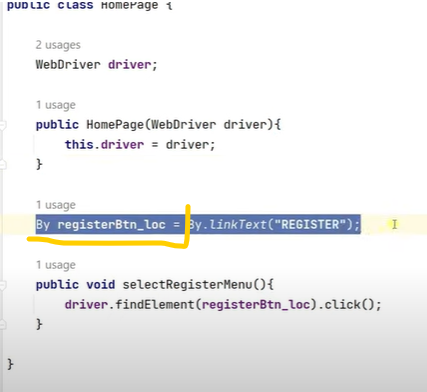 public class HomePage {
2 usages
WebDriver driver;
1 usage
public HomePage(WebDriver driver){
this.driver = driver;
}
1 usage
By registerBtn_loc = By.linkText("REGISTER");
1 usage
public void selectRegisterMenu(){
driver.findElement(registerBtn_loc).click();
}
}